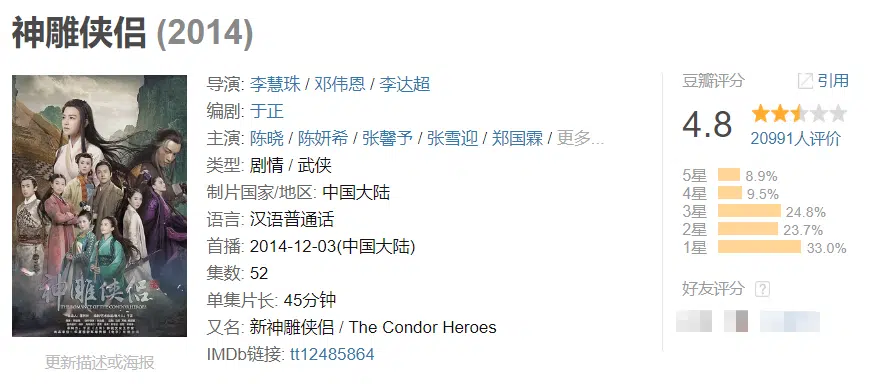 神雕侠侣 (2014)
神雕侠侣
THE ROMANCE OF THE CONDOR HEROES
更新描述或海报
导演: 李慧珠 / 邓伟恩 / 李达超
编剧: 于正
主演: 陈晓 / 陈妍希 / 张馨予 / 张雪迎 / 郑国霖 / 更多...
类型: 剧情 / 武侠
制片国家/地区: 中国大陆
语言: 汉语普通话
首播: 2014-12-03(中国大陆)
集数: 52
单集片长: 45分钟
又名: 新神雕侠侣 / The Condor Heroes
IMDb链接: tt12485864
豆瓣评分 引用
4.8
20991人评价
5星 8.9%
4星 9.5%
3星 24.8%
2星 23.7%
1星 33.0%
好友评分 ?